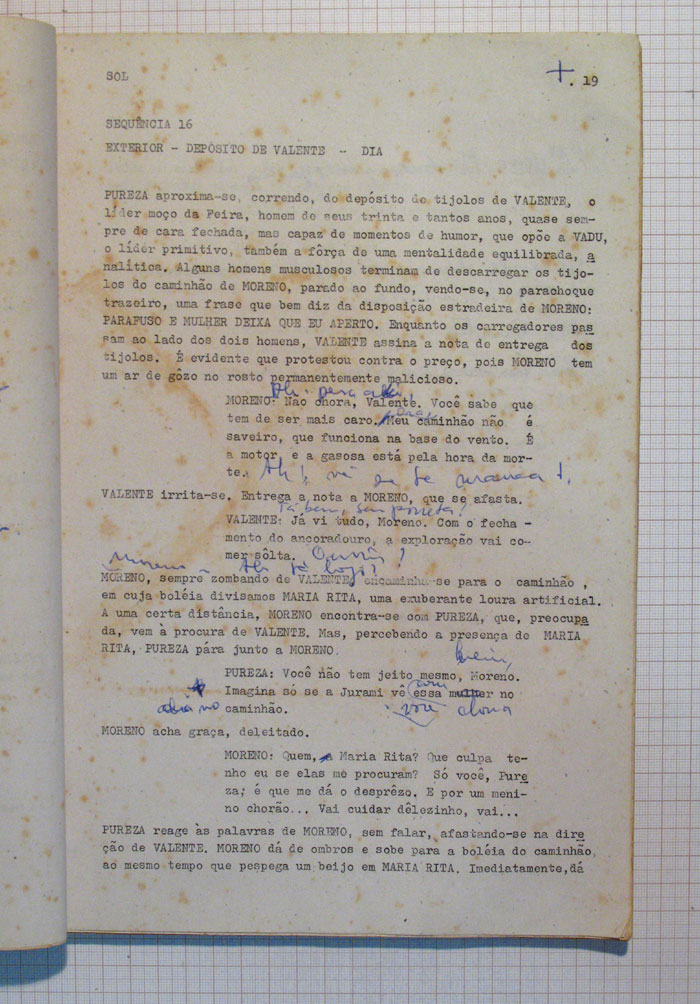 SOL
+. 19
SEQUÊNCIA 16
EXTERIOR - DEPÓSITO DE VALENTE - DIA
PUREZA aproxima-se, correndo, do depósito de tijolos de VALENTE, o
líder moço da Feira, homem de seus trinta e tantos anos, quase sem-
pre de cara fechada, mas capaz de momentos de humor, que opõe a VADU,
o líder primitivo, também a fôrça de uma mentalidade equilibrada, a
nalítica. Alguns homens musculosos terminam de descarregar os tijo-
los do caminhão de MORENO, parado ao fundo, vendo-se, no parachoque
trazeiro, uma frase que bem diz da disposição estradeira de MORENO:
PARAFUSO E MULHER DEIXA QUE EU APERTO. Enquanto os carregadores pas
sam ao lado dos dois homens, VALENTE assina a nota de entrega dos
tijolos. É evidente que protestou contra o preço, pois MORENO tem
um ar de gôzo no rosto permanentemente malicioso.
Ah!
MORENO: Não chora, Valente. Você sabe que
tem de ser mais caro. Meu caminhão não é
saveiro, que funciona na base do vento. É
a motor, e a gasosa está pela hora da mor-
te. Ah!, vê se te manca!
VALENTE irrita-se. Entrega a nota a MORENO, que se afasta.
Tá bem,
VALENTE: Já vi tudo, Moreno. Com o fecha -
mento do ancoradouro, a exploração vai co-
mer sôlta. Ouviu?
Moreno -
MORENO, sempre zombando de VALENTE, encaminha-se para o caminhão ,
em cuja boléia divisamos MARIA RITA, uma exuberante loura artificial.
A uma certa distância, MORENO encontra-se com PUREZA, que, preocupa
da, vem à procura de VALENTE. Mas, percebendo a presença de MARIA
RITA, PUREZA pára junto a MORENO.
hein,
PUREZA: Você não tem jeito mesmo, Moreno.
Imagina só se a Jurami vê com essa mulher no
caminhão. você dona
MORENO acha graça, deleitado.
MORENO: Quem, a Maria Rita? Que culpa te-
nho eu se elas me procuram? Só você, Pure
za; é que me dá o desprêzo. E por um meni-
no chorão... Vai cuidar dêlezinho, vai...
PUREZA reage às palavras de MORENO, sem falar, afastando-se na dire
ção de VALENTE. MORENO dá de ombros e sobe para a boléia do caminhão,
ao mesmo tempo que pespega um beijo em MARIA RITA. Imediatamente,dá